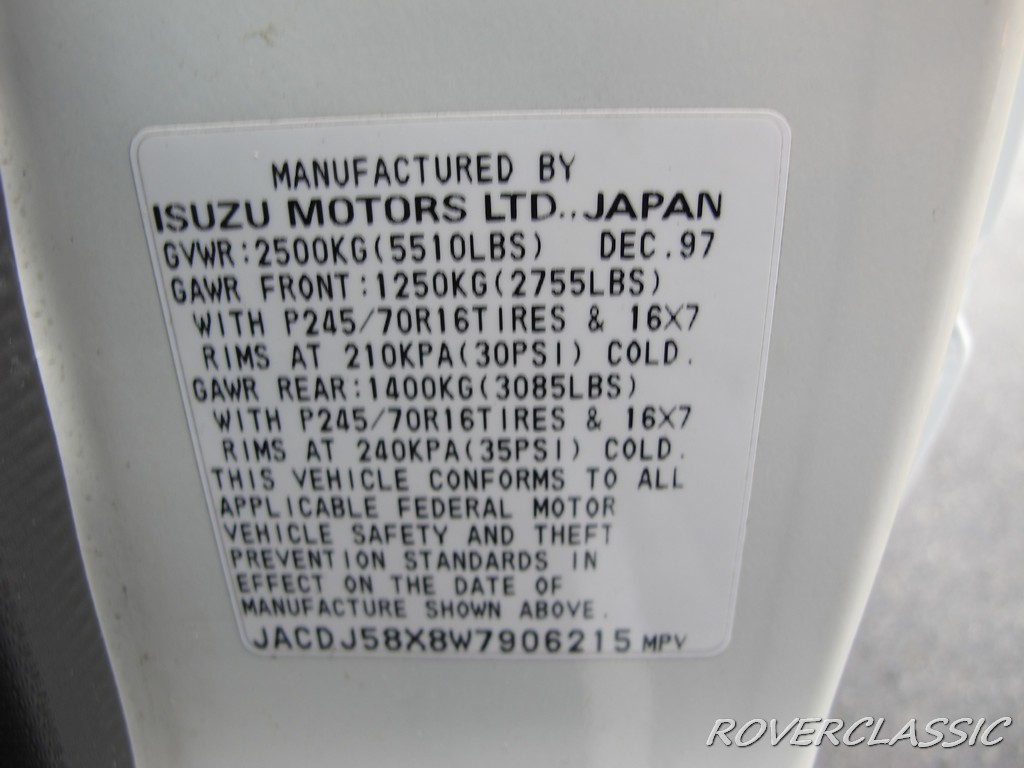 MANUFACTURED BY
ISUZU MOTORS LTD., JAPAN
GVWR:2500KG(5510LBS) DEC.97
GAWR FRONT:1250KG(2755LBS)
WITH P245/70R16TIRES & 16X7
RIMS AT 210KPA(30PSI) COLD.
GAWR REAR:1400KG(3085LBS)
WITH P245/70R16TIRES & 16X7
RIMS AT 240KPA(35PSI) COLD.
THIS VEHICLE CONFORMS TO ALL
APPLICABLE FEDERAL MOTOR
VEHICLE SAFETY AND THEFT
PREVENTION STANDARDS IN
EFFECT ON THE DATE OF
MANUFACTURE SHOWN ABOVE.
JACDJ58X8W7906215 MPV
ROVERCLASSIC